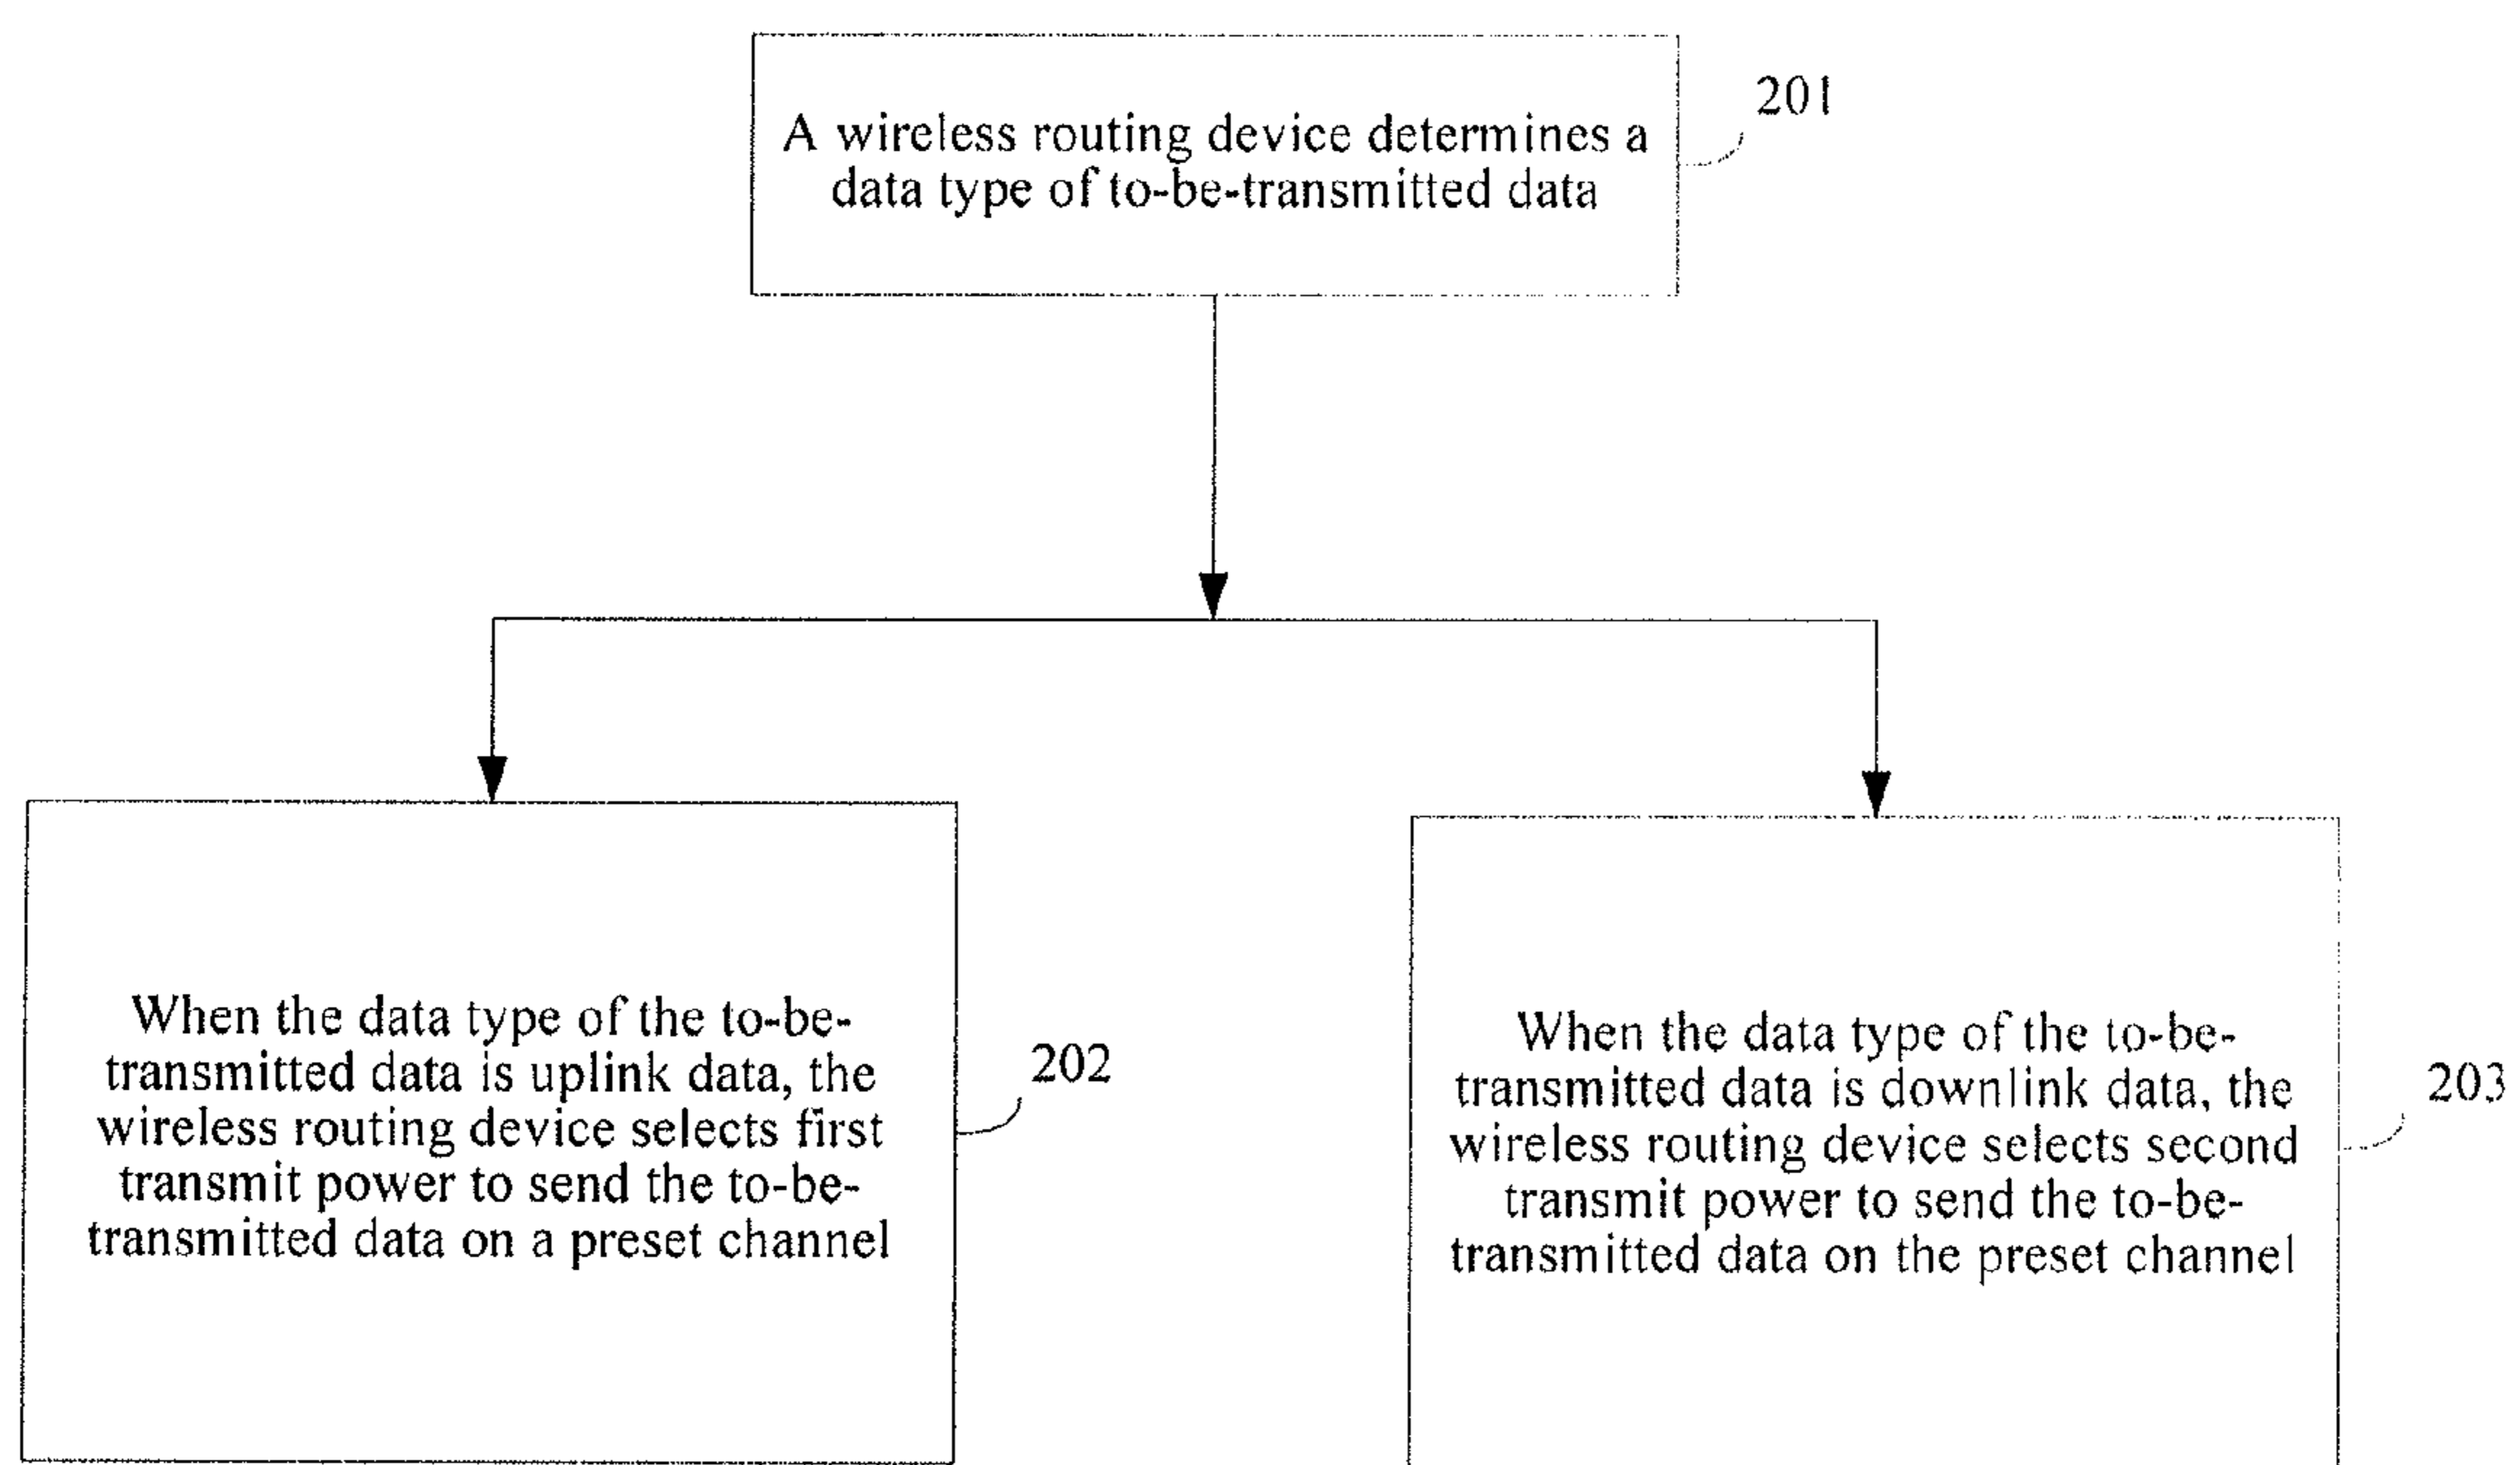 201
A wireless routing device determines a
data type of to-be-transmitted data
When the data type of the to-be-
transmitted data is uplink data, the
wireless routing device selects first
transmit power to send the to-be-
transmitted data on a preset channel
202
When the data type of the to-be-
transmitted data is downlink data, the
wireless routing device selects second
transmit power to send the to-be-
transmitted data on the preset channel
203